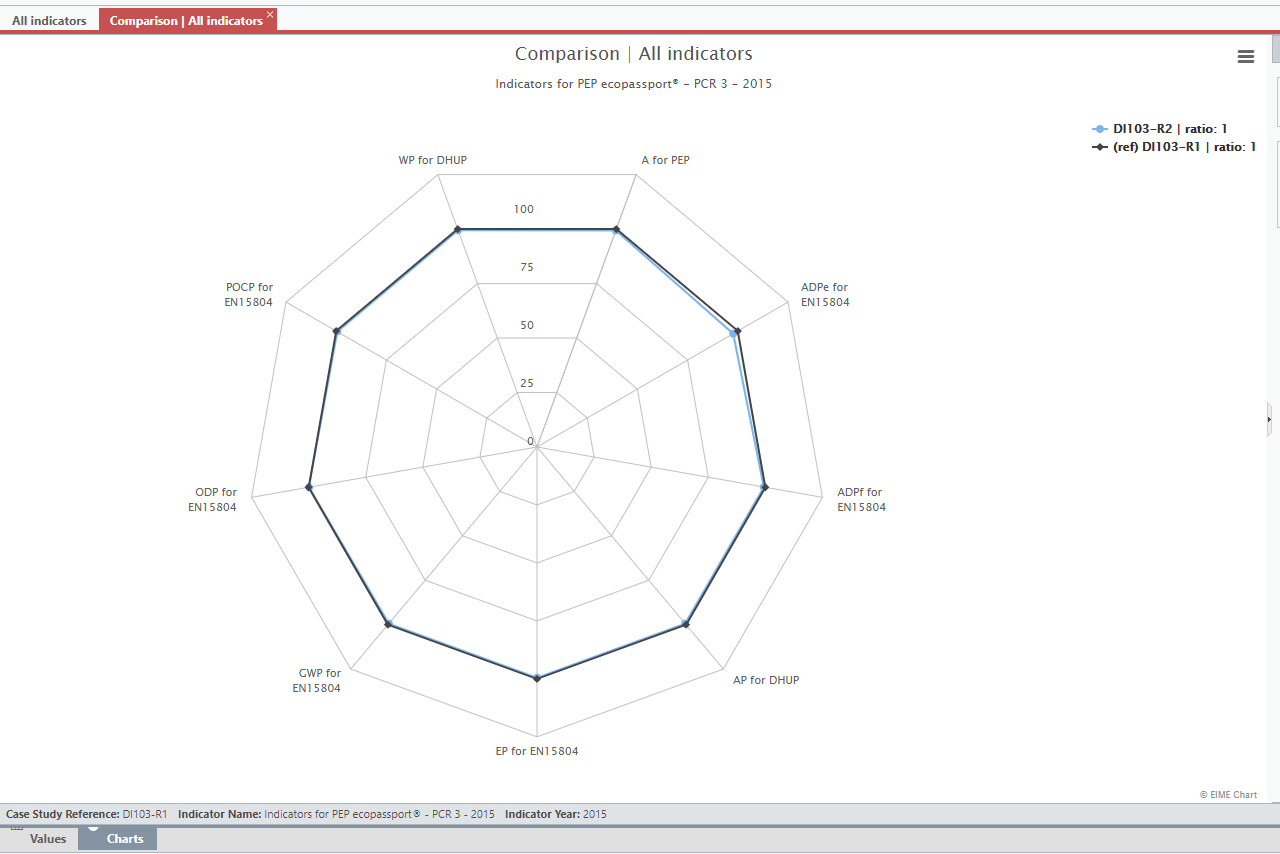 All indicators
Comparison | All indicators
Comparison | All indicators
Indicators for PEP ecopassport® - PCR 3 - 2015
DI103-R2 | ratio: 1
(ref) DI103-R1 | ratio: 1
WP for DHUP
A for PEP
100
75
50
25
0
POCP for
EN15804
ADPe for
EN15804
ODP for
EN15804
ADPf for
EN15804
GWP for
EN15804
AP for DHUP
EP for EN15804
© EIME Chart
Case Study Reference: DI103-R1 Indicator Name: Indicators for PEP ecopassport® - PCR 3 - 2015 Indicator Year: 2015
Values
Charts